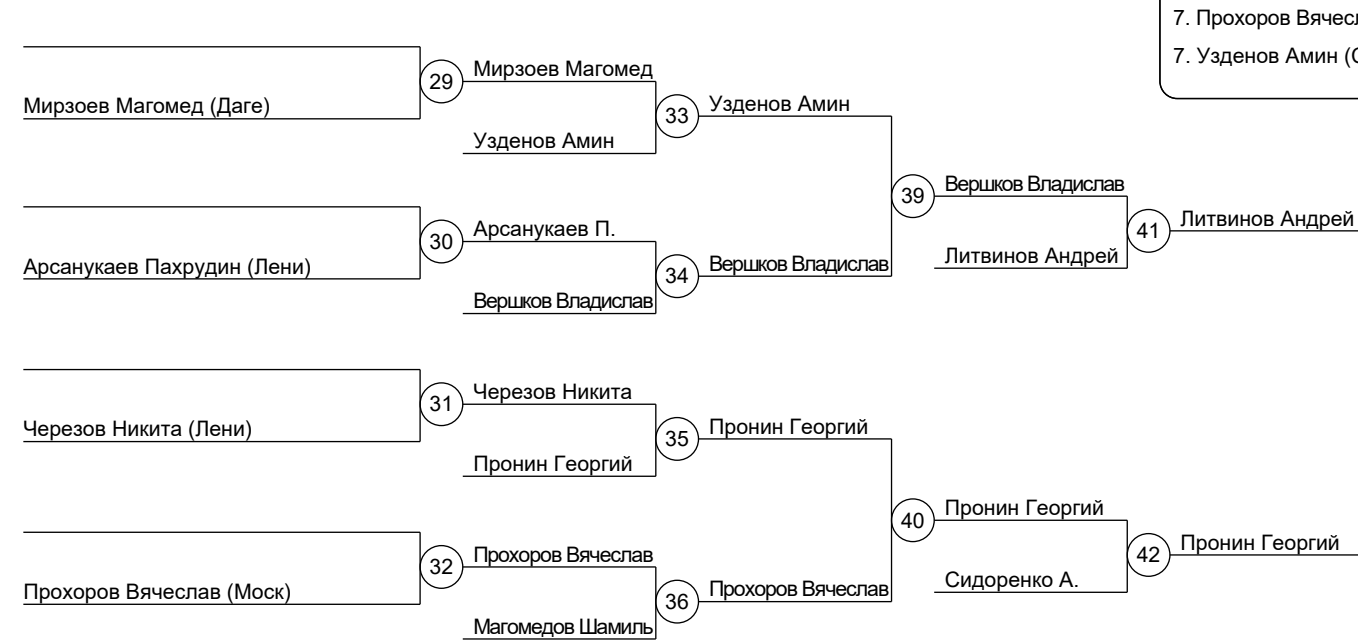 7. Прохоров Вячесл
7. Узденов Амин (С
29
Мирзоев Магомед
Мирзоев Магомед (Даге)
33
Узденов Амин
Узденов Амин
39
Вершков Владислав
30
Арсанукаев П.
Арсанукаев Пахрудин (Лени)
34
Вершков Владислав
Вершков Владислав
Литвинов Андрей
41
Литвинов Андрей
31
Черезов Никита
Черезов Никита (Лени)
35
Пронин Георгий
Пронин Георгий
40
Пронин Георгий
32
Прохоров Вячеслав
Прохоров Вячеслав (Моск)
36
Прохоров Вячеслав
Магомедов Шамиль
Сидоренко А.
42
Пронин Георгий